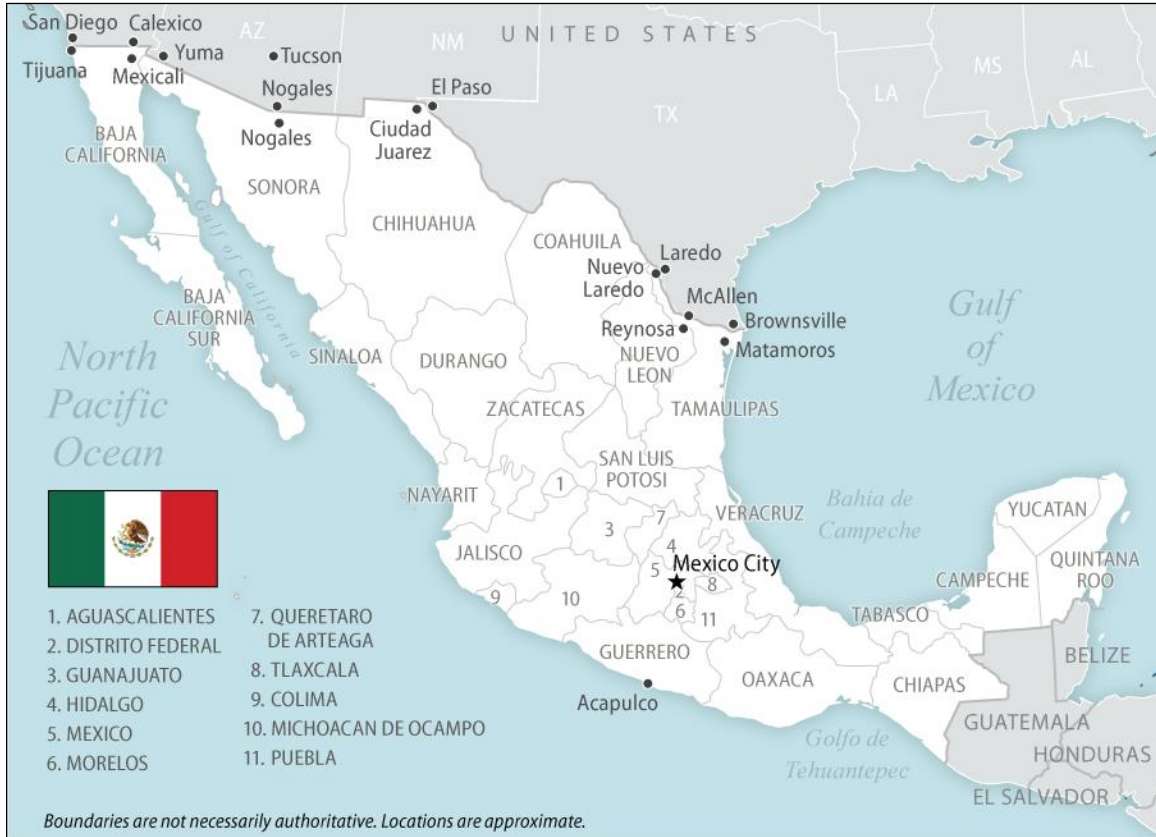 San Diego
Calexico
AZ
NM
UNITED STATES
MS
AL
Yuma
Tucson
Tijuana
Mexicali
LA
Nogales
El Paso
TX
Nogales
Ciudad
Juarez
BAJA
CALIFORNIA
SONORA
CHIHUAHUA
Gulf of California
COAHUILA
Laredo
Nuevo
Laredo
McAllen
BAJA
CALIFORNIA
SUR
Reynosa
Brownsville
Gulf
of
Mexico
North
Pacific
Ocean
SINALOA
DURANGO
NUEVO
LEON
Matamoros
ZACATECAS
TAMAULIPAS
SAN LUIS
POTOSI
NAYARIT
1
VERACRUZ
Bahia de
Campeche
YUCATAN
3
7
JALISCO
4
Mexico City
QUINTANA
ROO
5
8
CAMPECHE
9
10
2
6
11
TABASCO
GUERRERO
BELIZE
OAXACA
CHIAPAS
Acapulco
GUATEMALA
Golfo de
Tehuantepec
HONDURAS
EL SALVADOR
1. AGUASCALIENTES
2. DISTRITO FEDERAL
3. GUANAJUATO
4. HIDALGO
5. MEXICO
6. MORELOS
7. QUERETARO
DE ARTEAGA
8. TLAXCALA
9. COLIMA
10. MICHOACAN DE OCAMPO
11. PUEBLA
Boundaries are not necessarily authoritative. Locations are approximate.